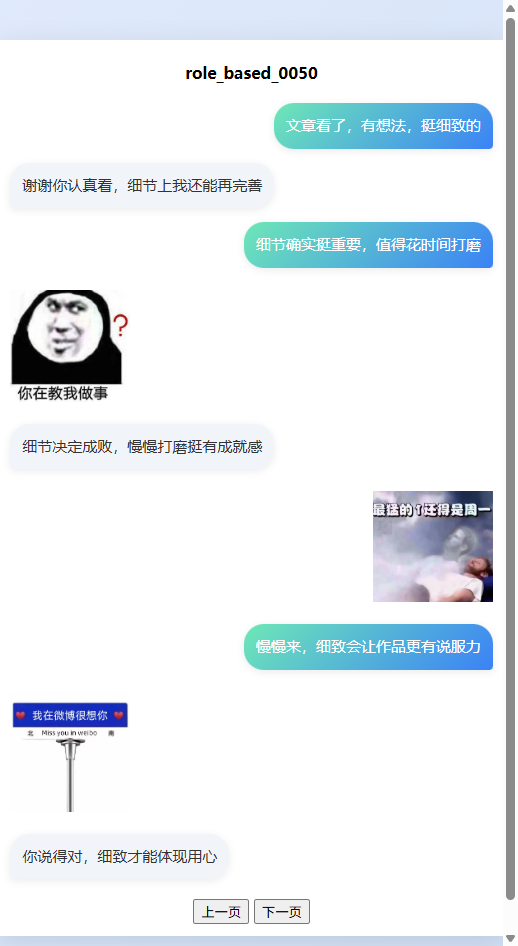 role_based_0050
文章看了，有想法，挺细致的
谢谢你认真看，细节上我还能再完善
细节确实挺重要，值得花时间打磨
?
你在教我做事
细节决定成败，慢慢打磨挺有成就感
最猛的1还得是周一
慢慢来，细致会让作品更有说服力
我在微博很想你
北 Miss you in weibo 南
你说得对，细致才能体现用心
上一页 下一页